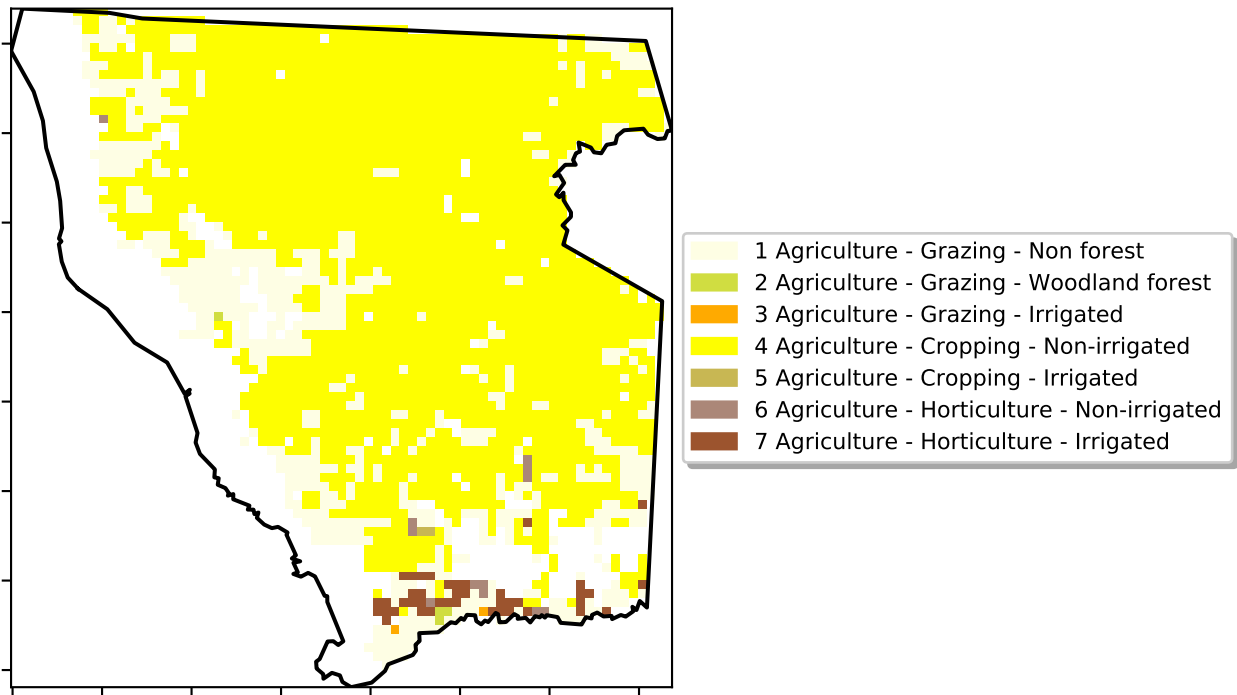 1 Agriculture - Grazing - Non forest
2 Agriculture - Grazing - Woodland forest
3 Agriculture - Grazing - Irrigated
4 Agriculture - Cropping - Non-irrigated
5 Agriculture - Cropping - Irrigated
6 Agriculture - Horticulture - Non-irrigated
7 Agriculture - Horticulture - Irrigated